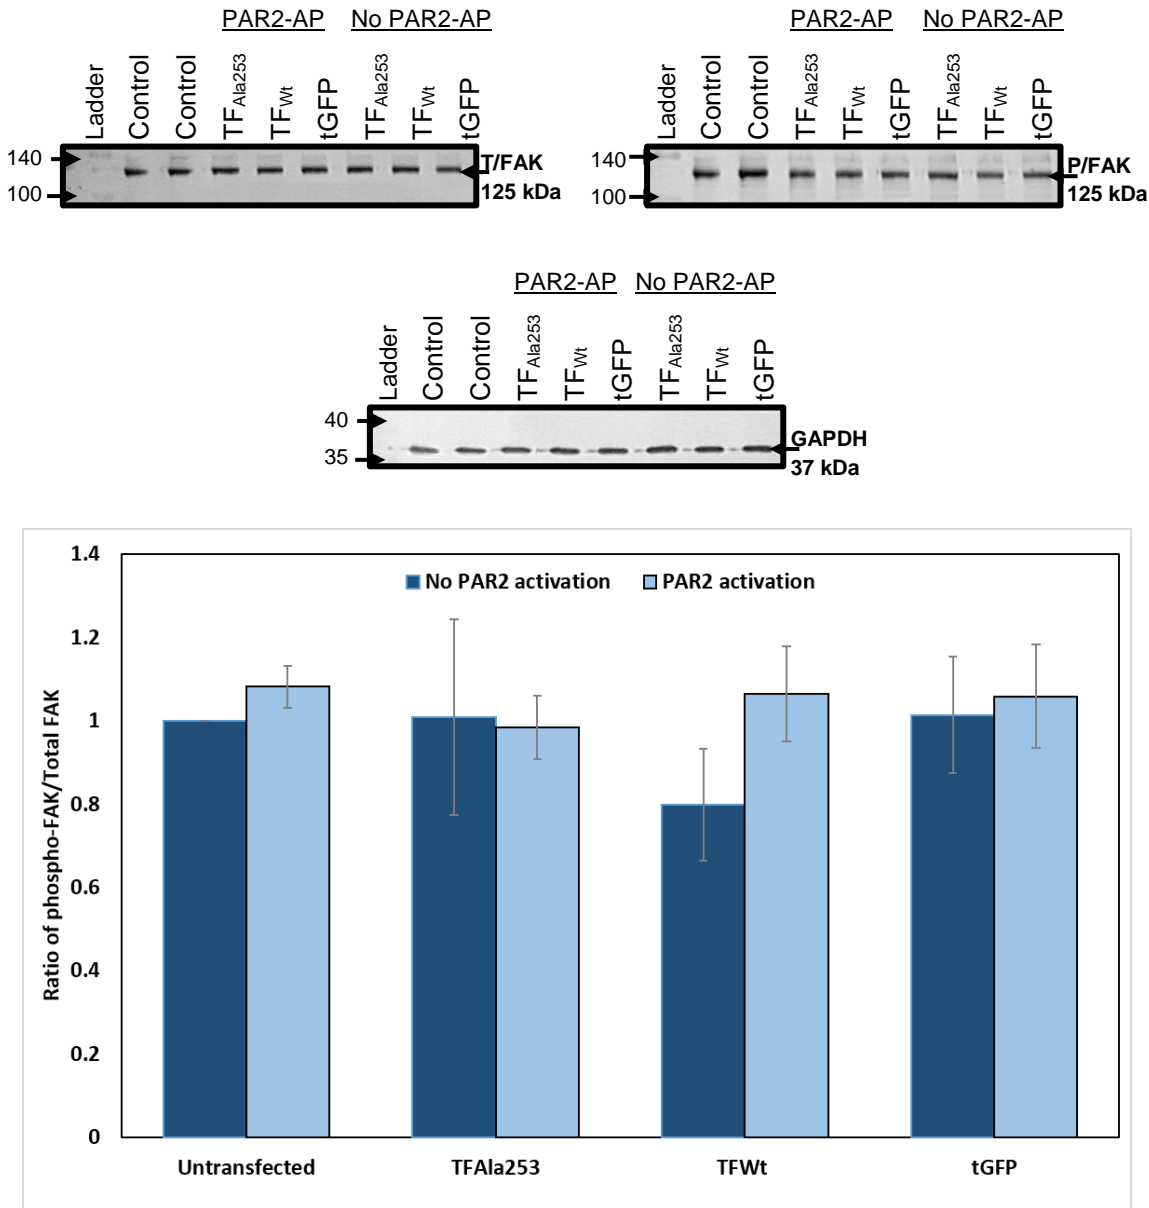 PAR2-AP No PAR2-AP
Ladder Control Control TFAla253 TFWt tGFP TFAla253 TFWt tGFP
140 T/FAK
100 125 kDa
PAR2-AP No PAR2-AP
Ladder Control Control TFAla253 TFWt tGFP TFAla253 TFWt tGFP
140 P/FAK
100 125 kDa
PAR2-AP No PAR2-AP
Ladder Control Control TFAla253 TFWt tGFP TFAla253 TFWt tGFP
40 GAPDH
35 37 kDa
Ratio of phospho-FAK/Total FAK
No PAR2 activation PAR2 activation
1.4
1.2
1
0.8
0.6
0.4
0.2
0
Untransfected TFAla253 TFWt tGFP